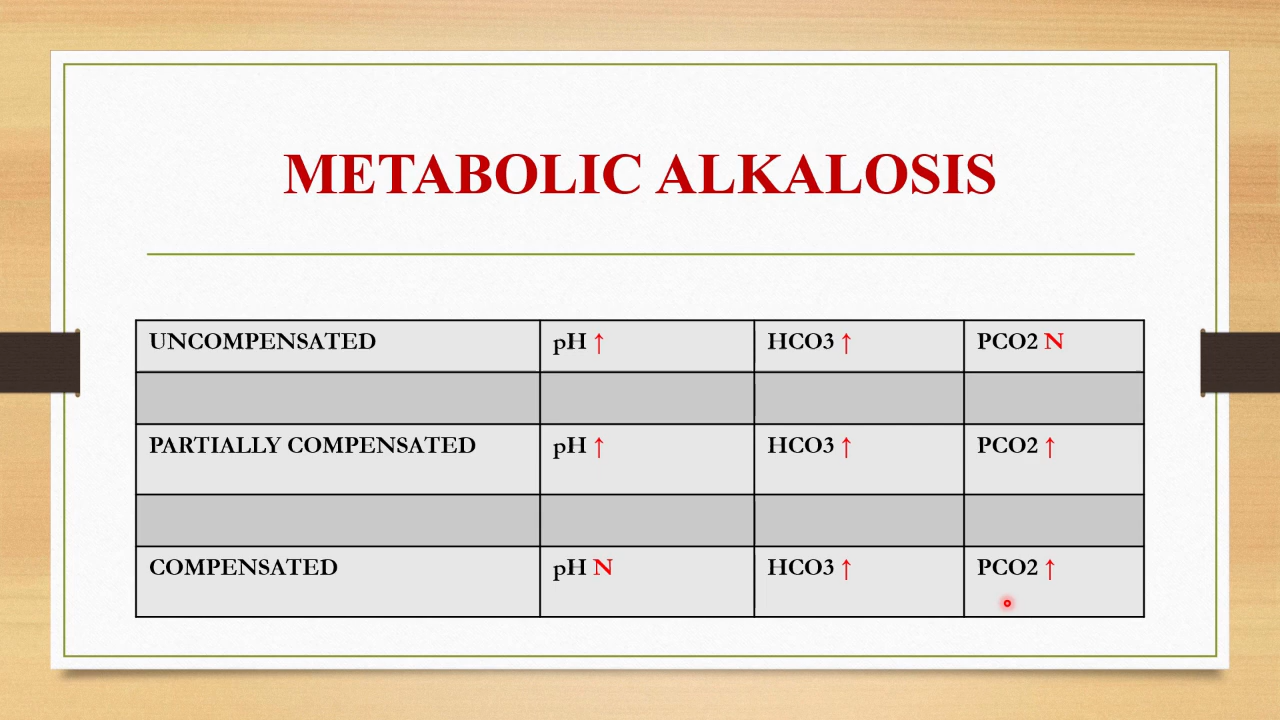 METABOLIC ALKALOSIS
UNCOMPENSATED pH ↑ HCO3 ↑ PCO2 N
PARTIALLY COMPENSATED pH ↑ HCO3 ↑ PCO2 ↑
COMPENSATED pH N HCO3 ↑ PCO2 ↑